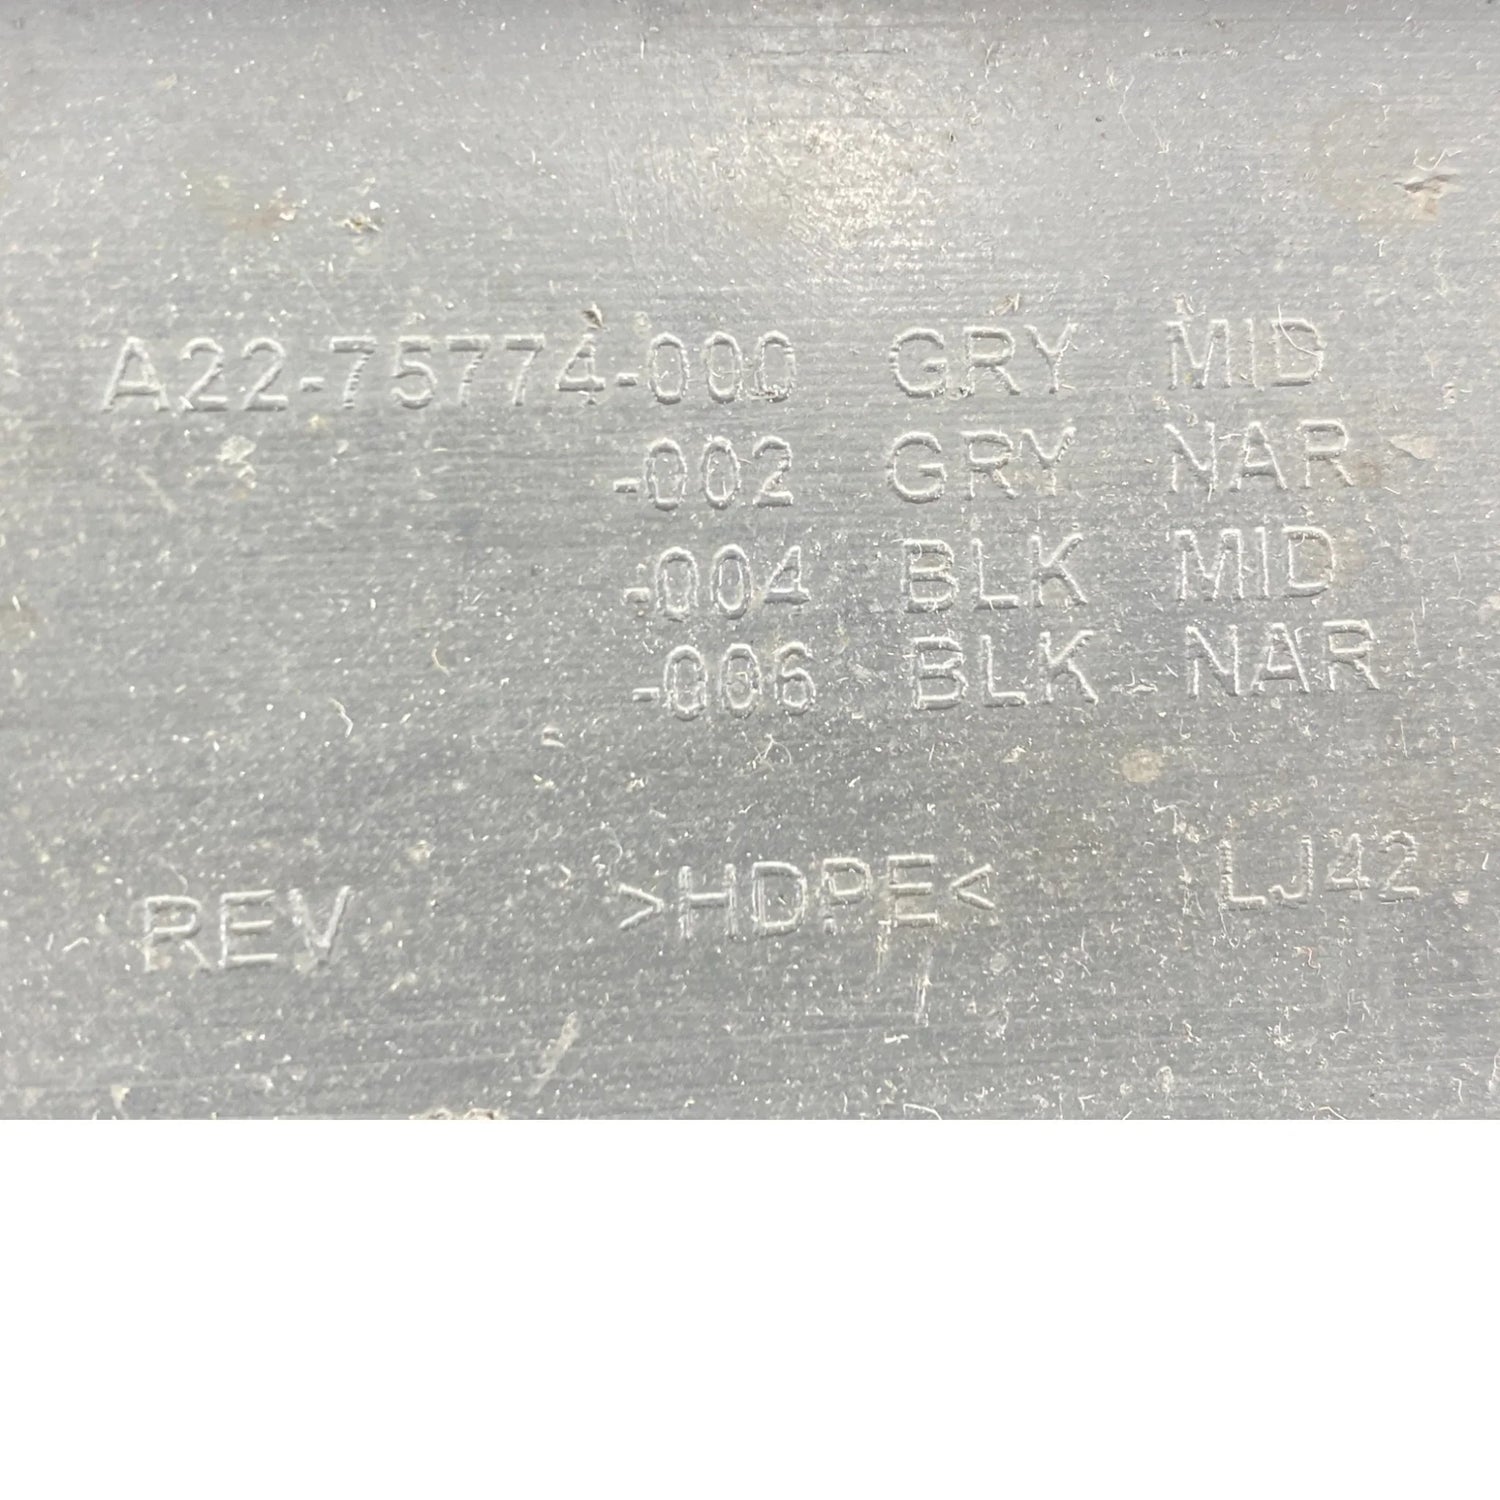 A22-75774-000 GRY MID
-002 GRY NAR
-004 BLK MID
-006 BLK NAR
REV >HDPE< LJ42